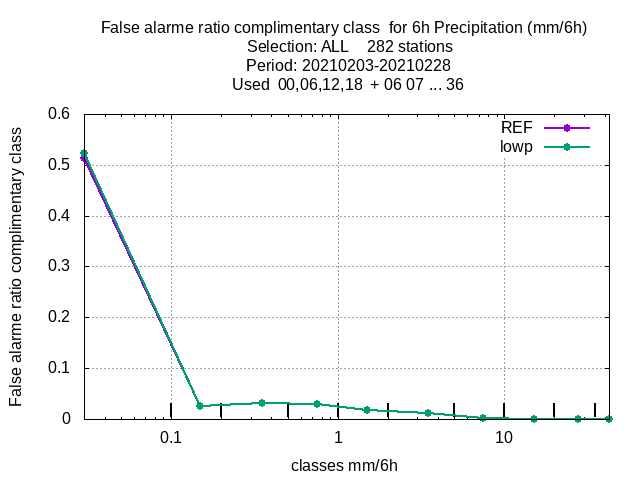 False alarme ratio complimentary class  for 6h Precipitation (mm/6h)
Selection: ALL    282 stations
Period: 20210203-20210228
Used  00,06,12,18  + 06 07 ... 36
REF
lowp
0.6
0.5
0.4
0.3
0.2
0.1
0
False alarme ratio complimentary class
0.1 1 10
classes mm/6h